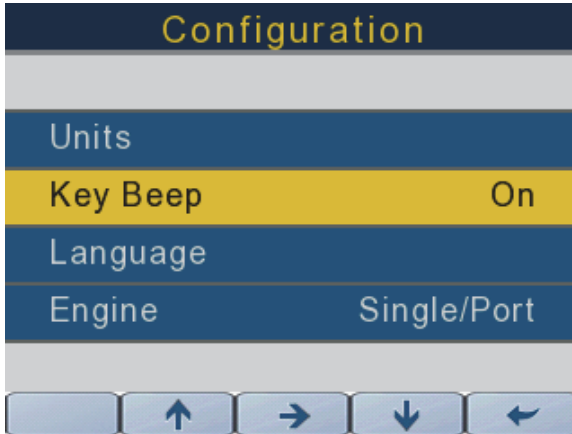 Configuration
Units
Key Beep On
Language
Engine Single/Port